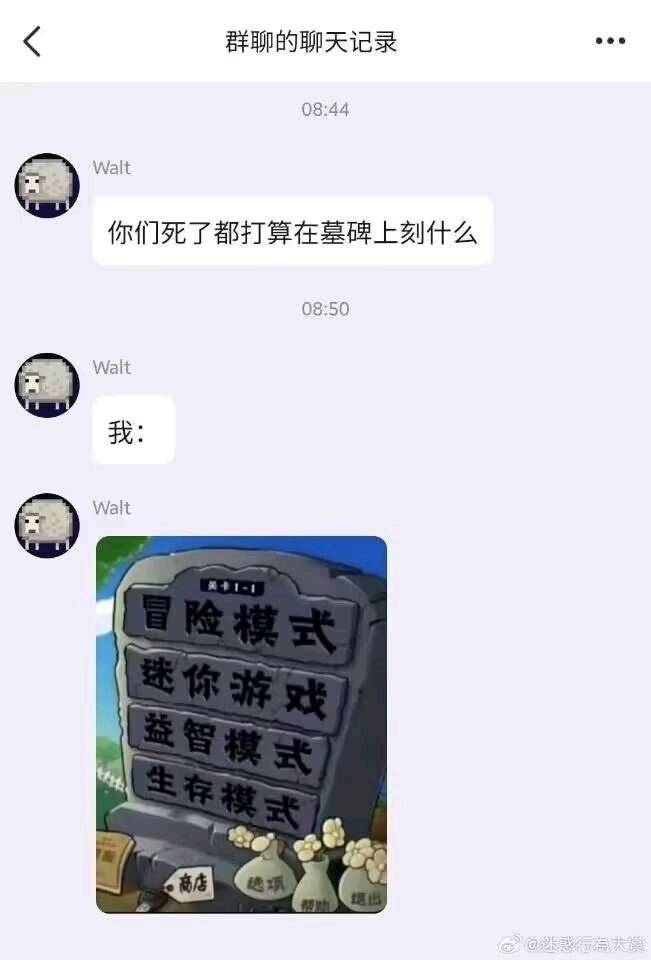 群聊的聊天记录
08:44
Walt
你们死了都打算在墓碑上刻什么
08:50
Walt
我：
Walt
关卡1-1
冒险模式
迷你游戏
益智模式
生存模式
商店
选项
帮助
退出
@迷惑行為大賞